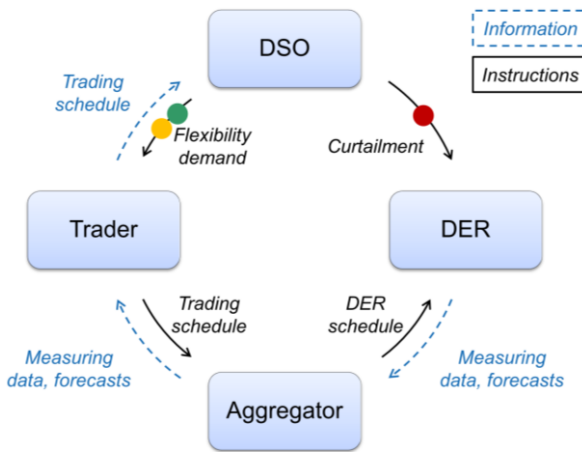 DSO
Information
Instructions
Trading
schedule
Flexibility
demand
Curtailment
Trader
DER
Trading
schedule
DER
schedule
Measuring
data, forecasts
Measuring
data, forecasts
Aggregator